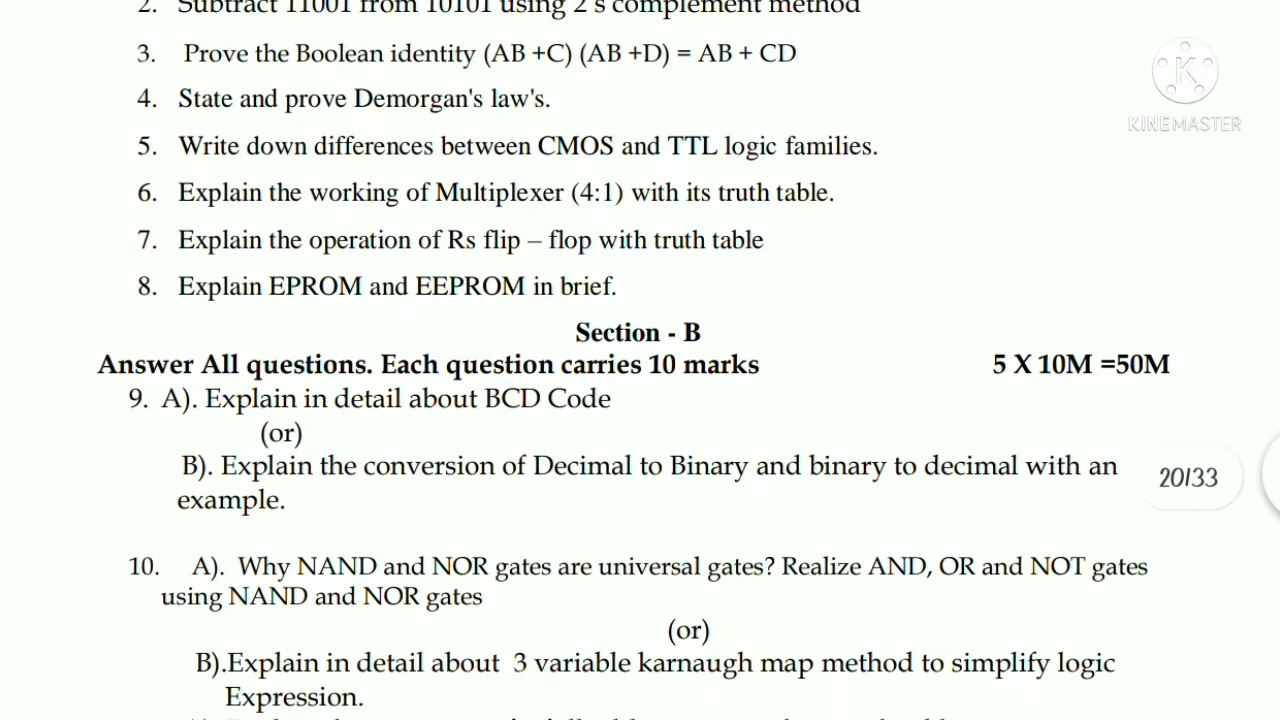 2. Subtract 11001 from 10101 using 2's complement method
3. Prove the Boolean identity (AB +C) (AB +D) = AB + CD
4. State and prove Demorgan's law's.
5. Write down differences between CMOS and TTL logic families.
6. Explain the working of Multiplexer (4:1) with its truth table.
7. Explain the operation of Rs flip – flop with truth table
8. Explain EPROM and EEPROM in brief.
K
KINEMASTER
Section - B
Answer All questions. Each question carries 10 marks 5 X 10M =50M
9. A). Explain in detail about BCD Code
(or)
B). Explain the conversion of Decimal to Binary and binary to decimal with an
example.
20/33
10. A). Why NAND and NOR gates are universal gates? Realize AND, OR and NOT gates
using NAND and NOR gates
(or)
B).Explain in detail about 3 variable karnaugh map method to simplify logic
Expression.